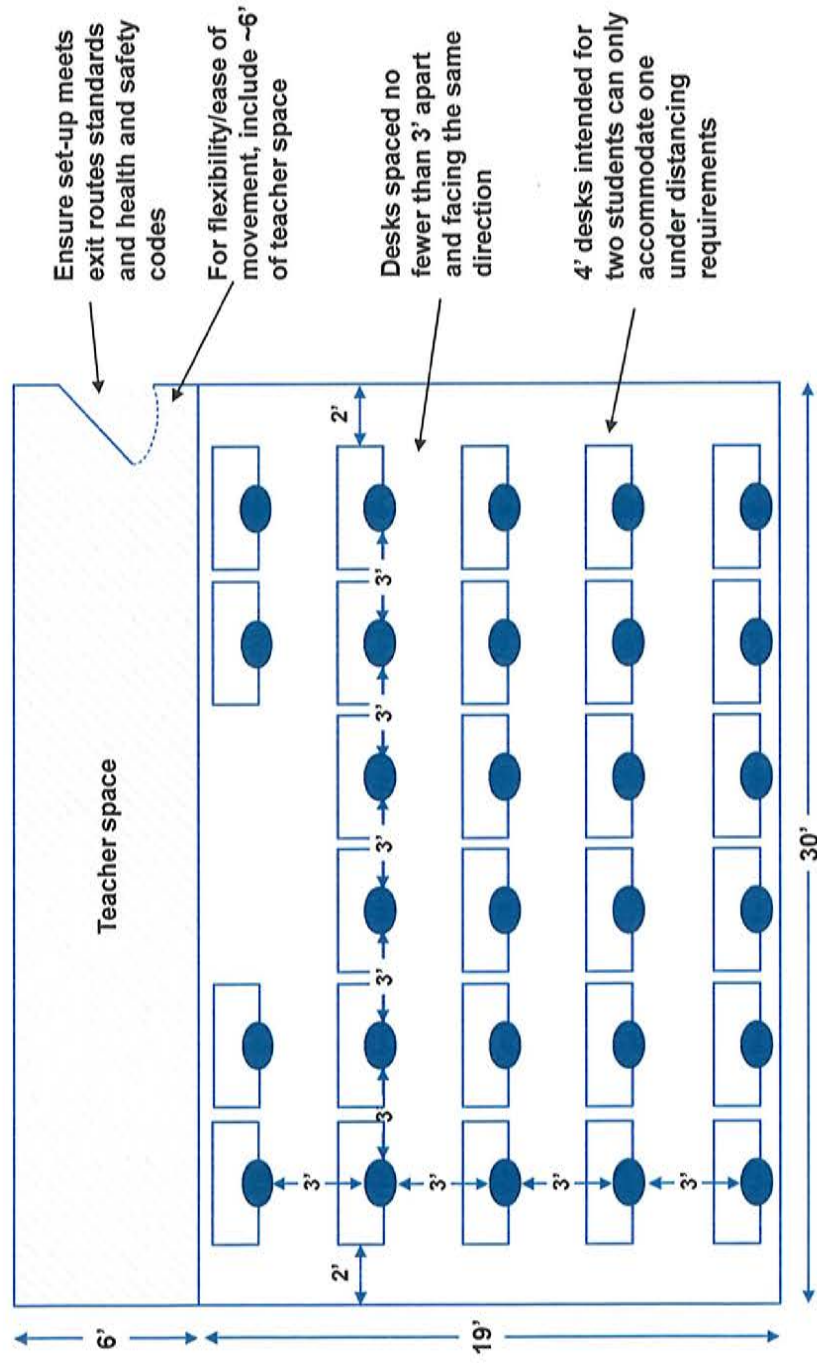 Ensure set-up meets
exit routes standards
and health and safety
codes
For flexibility/ease of
movement, include ~6’
of teacher space
Desks spaced no
fewer than 3’ apart
and facing the same
direction
4’ desks intended for
two students can only
accommodate one
under distancing
requirements
6’
Teacher space
19’
2’
3’
3’
3’
3’
3’
2’
3’
3’
3’
3’
30’